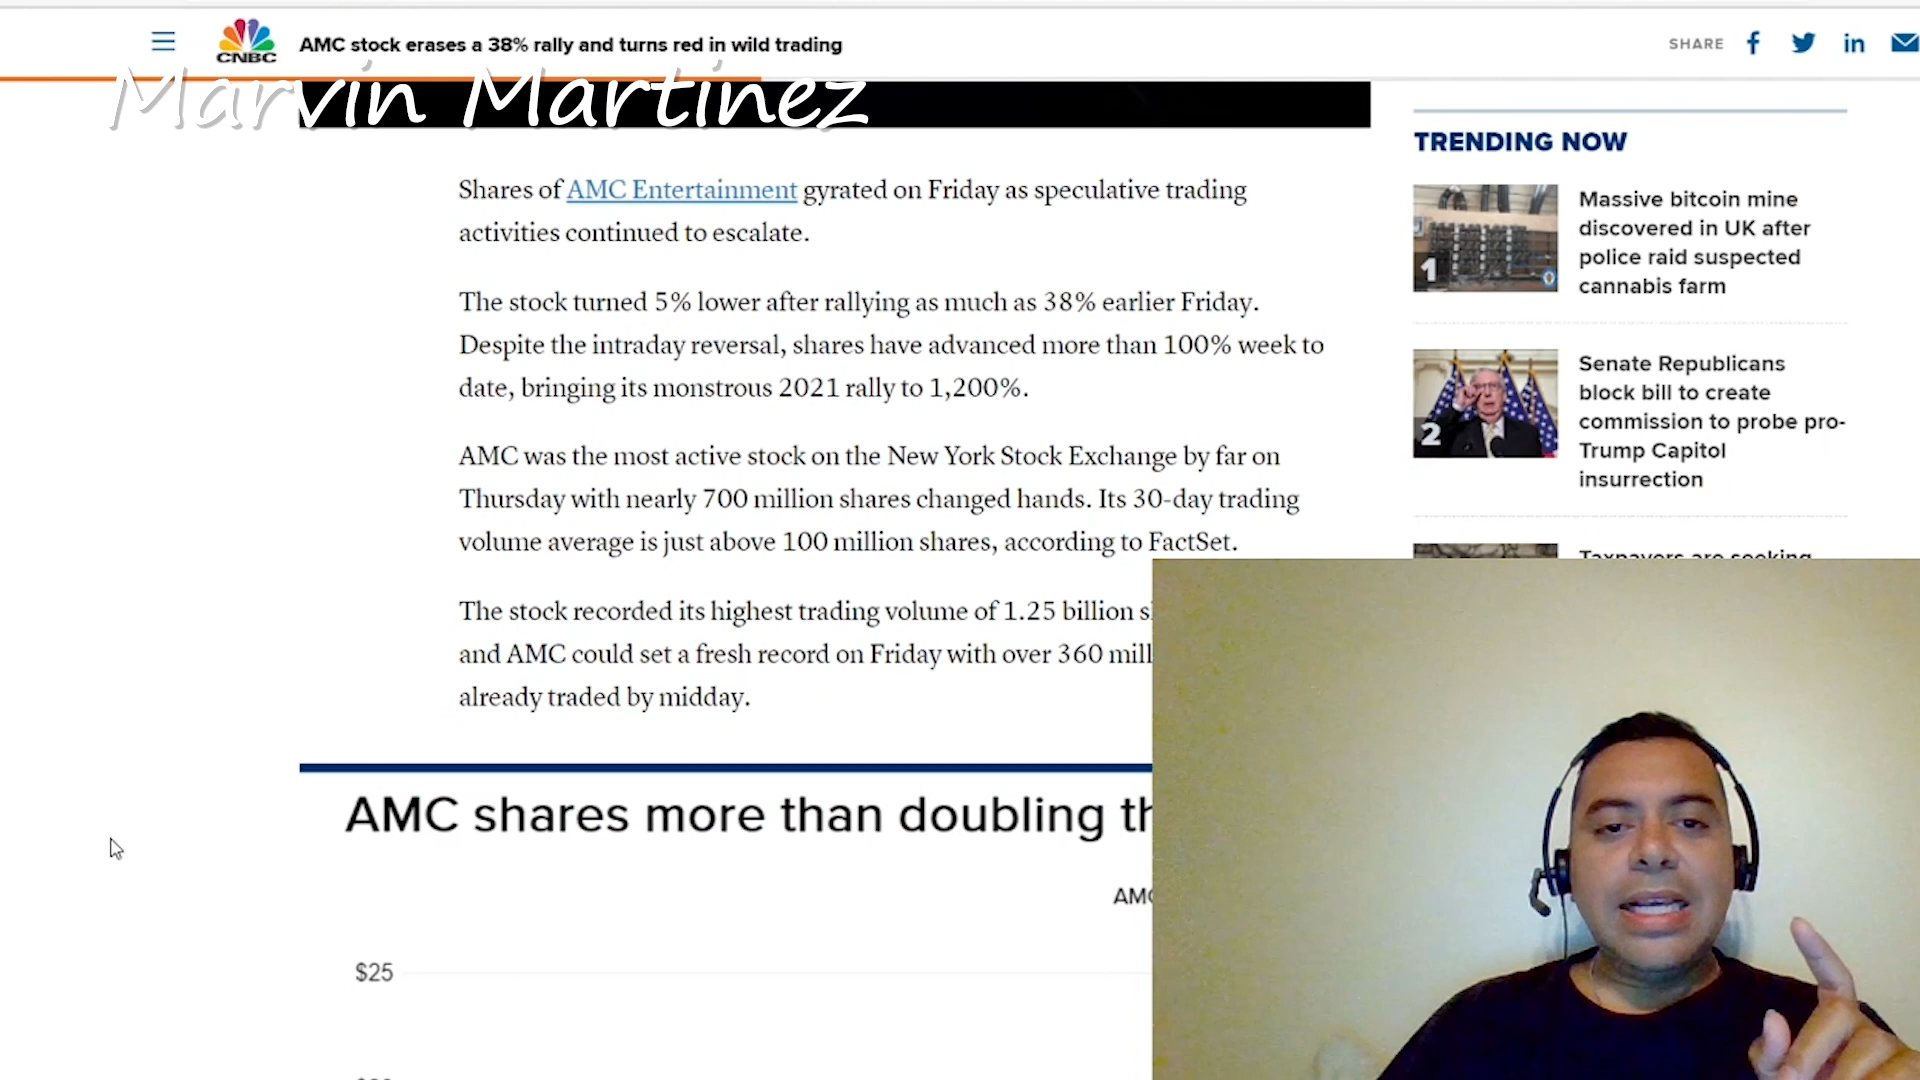 CNBC
AMC stock erases a 38% rally and turns red in wild trading
SHARE
Marvin Martinez
Shares of AMC Entertainment gyrated on Friday as speculative trading
activities continued to escalate.
The stock turned 5% lower after rallying as much as 38% earlier Friday.
Despite the intraday reversal, shares have advanced more than 100% week to
date, bringing its monstrous 2021 rally to 1,200%.
AMC was the most active stock on the New York Stock Exchange by far on
Thursday with nearly 700 million shares changed hands. Its 30-day trading
volume average is just above 100 million shares, according to FactSet.
The stock recorded its highest trading volume of 1.25 billion
and AMC could set a fresh record on Friday with over 360 mill
already traded by midday.
AMC shares more than doubling
AMC
$25
TRENDING NOW
1
Massive bitcoin mine
discovered in UK after
police raid suspected
cannabis farm
2
Senate Republicans
block bill to create
commission to probe pro-
Trump Capitol
insurrection
Taxpayers are seeking